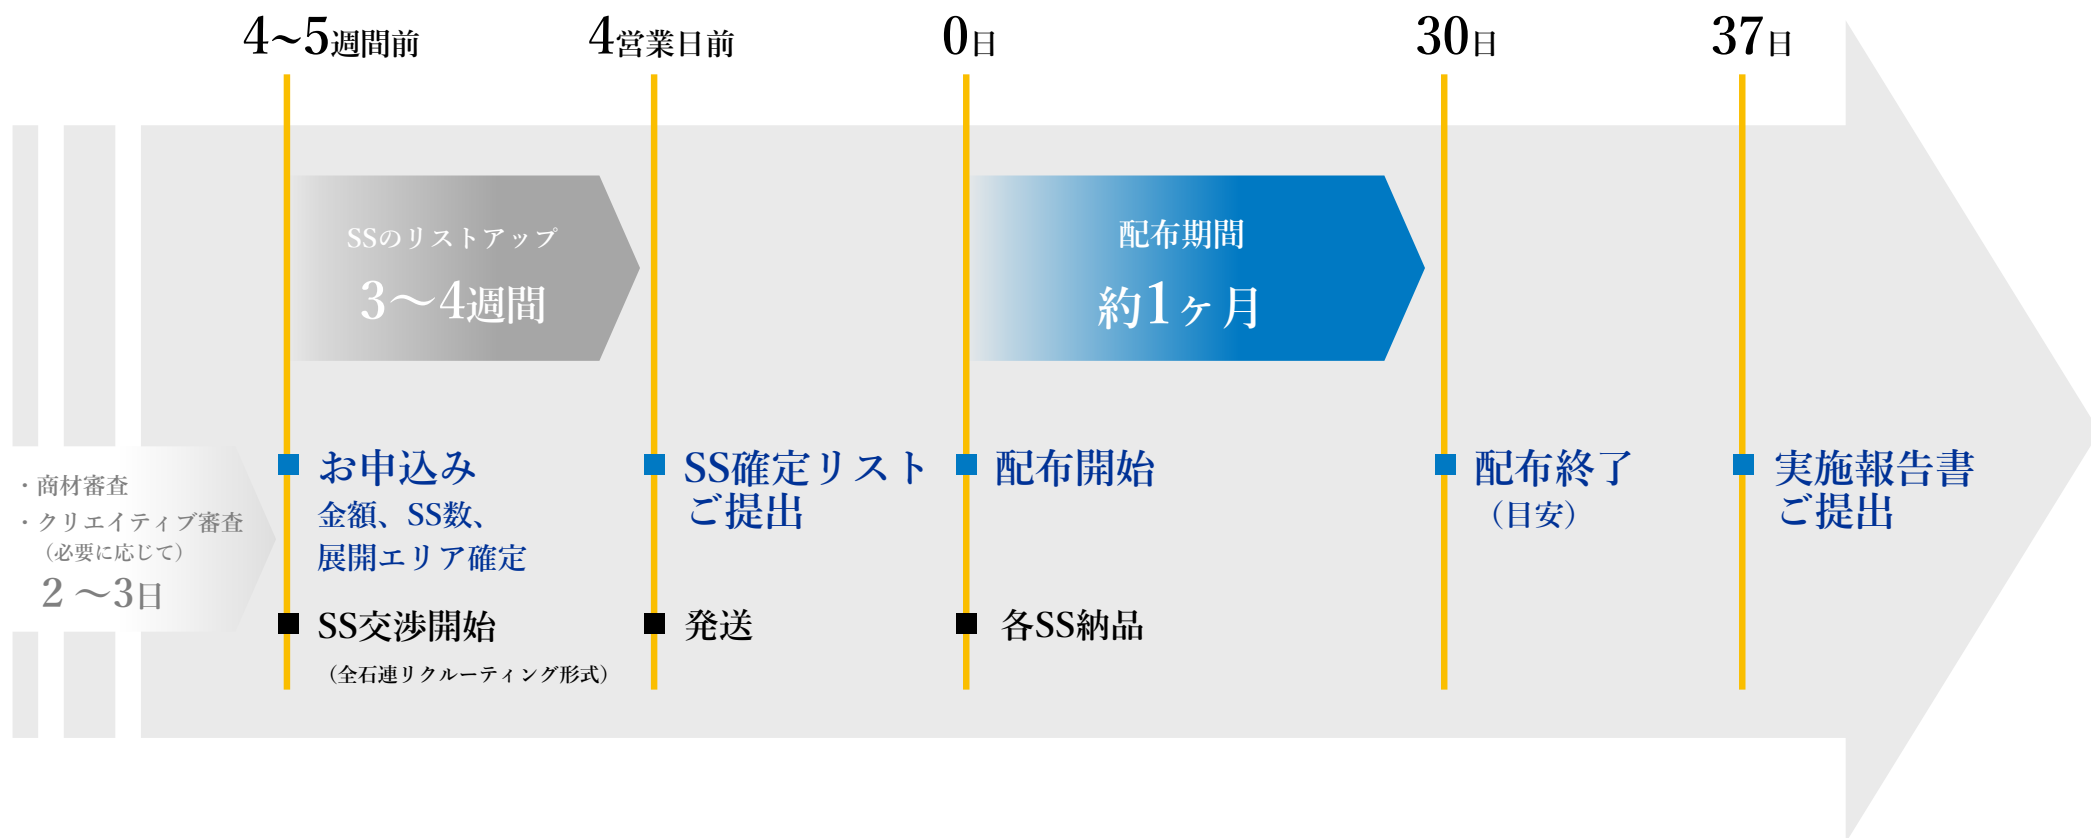 4～5週間前
4営業日前
0日
30日
37日
SSのリストアップ
3～4週間
配布期間
約1ヶ月
・商材審査
・クリエイティブ審査
（必要に応じて）
2 ～3日
お申込み
金額、SS数、
展開エリア確定
SS交渉開始
（全石連リクルーティング形式）
SS確定リスト
ご提出
発送
配布開始
各SS納品
配布終了
（目安）
実施報告書
ご提出